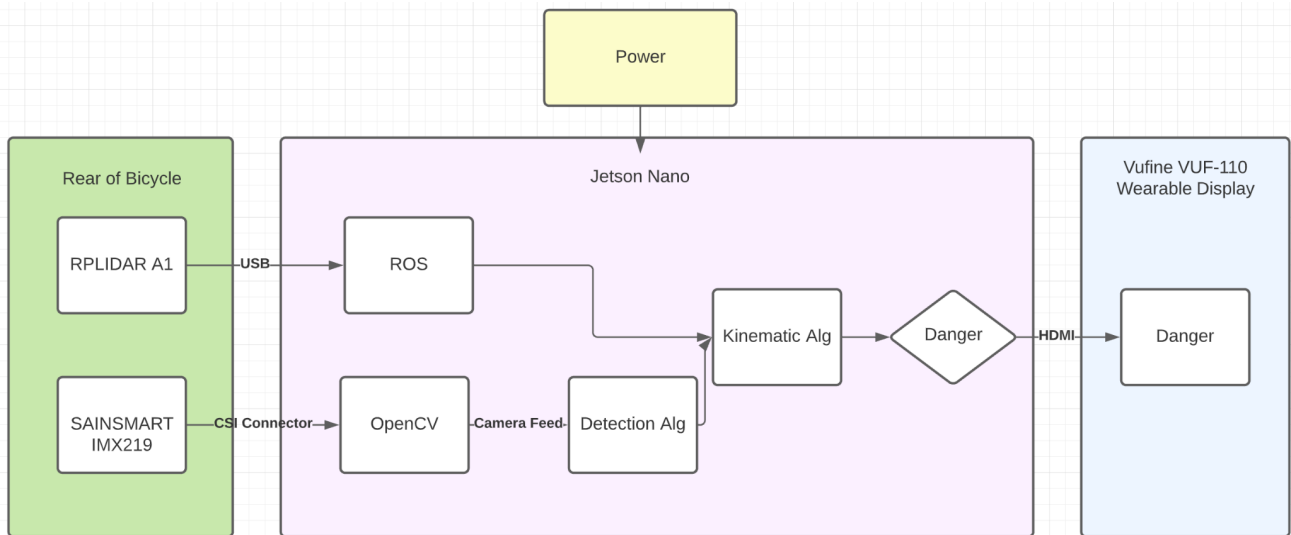 Power
Rear of Bicycle
Jetson Nano
Vufine VUF-110
Wearable Display
RPLIDAR A1
USB
ROS
Kinematic Alg
Danger
HDMI
Danger
SAINSMART
IMX219
CSI Connector
OpenCV
Camera Feed
Detection Alg